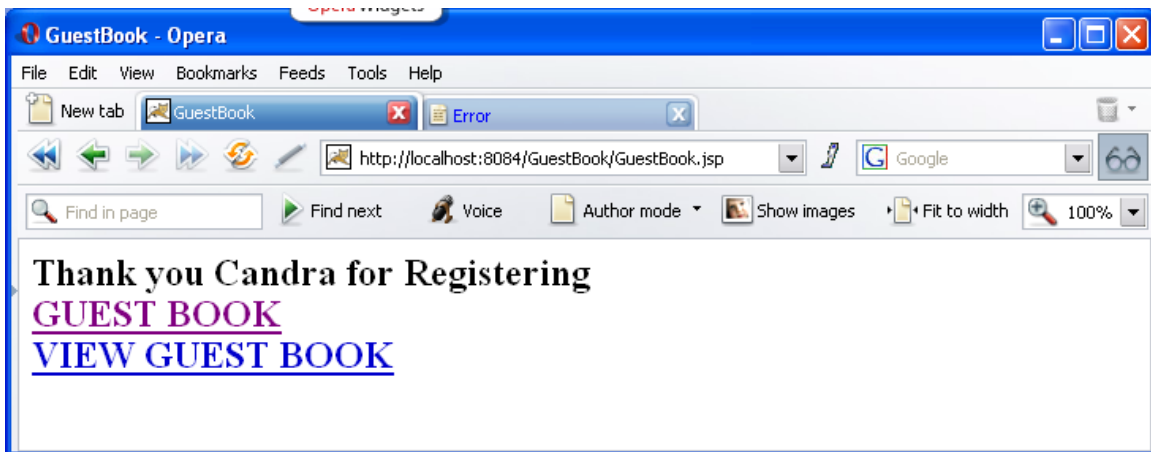 Opera Widgets
GuestBook - Opera
File Edit View Bookmarks Feeds Tools Help
New tab GuestBook Error
http://localhost:8084/GuestBook/GuestBook.jsp G Google
Find in page Find next Voice Author mode Show images Fit to width 100%
Thank you Candra for Registering
GUEST BOOK
VIEW GUEST BOOK